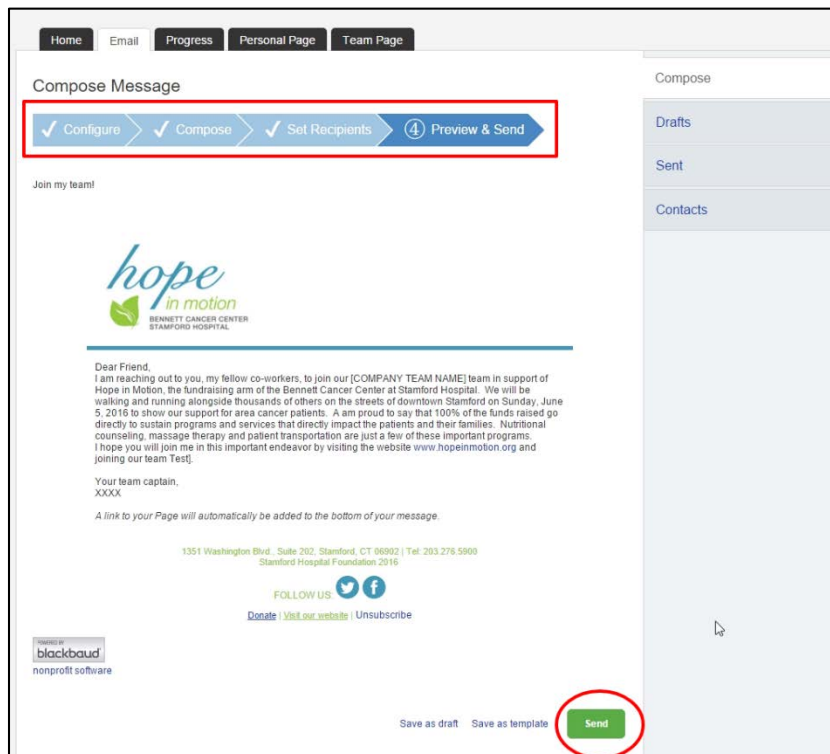 Home Email Progress Personal Page Team Page
Compose Message
Configure Compose Set Recipients 4 Preview & Send
Join my team!
hope
in motion
BENNETT CANCER CENTER
STAMFORD HOSPITAL
Dear Friend,
I am reaching out to you, my fellow co-workers, to join our [COMPANY TEAM NAME] team in support of
Hope in Motion, the fundraising arm of the Bennett Cancer Center at Stamford Hospital. We will be
walking and running alongside thousands of others on the streets of downtown Stamford on Sunday, June
5, 2016 to show our support for area cancer patients. A am proud to say that 100% of the funds raised go
directly to sustain programs and services that directly impact the patients and their families. Nutritional
counseling, massage therapy and patient transportation are just a few of these important programs.
I hope you will join me in this important endeavor by visiting the website www.hopeinmotion.org and
joining our team Test].
Your team captain,
XXXX
A link to your Page will automatically be added to the bottom of your message.
1351 Washington Blvd., Suite 202, Stamford, CT 06902 | Tel: 203.276.5900
Stamford Hospital Foundation 2016
FOLLOW US:
Donate | Visit our website | Unsubscribe
POWERED BY
blackbaud
nonprofit software
Save as draft Save as template Send
Compose
Drafts
Sent
Contacts